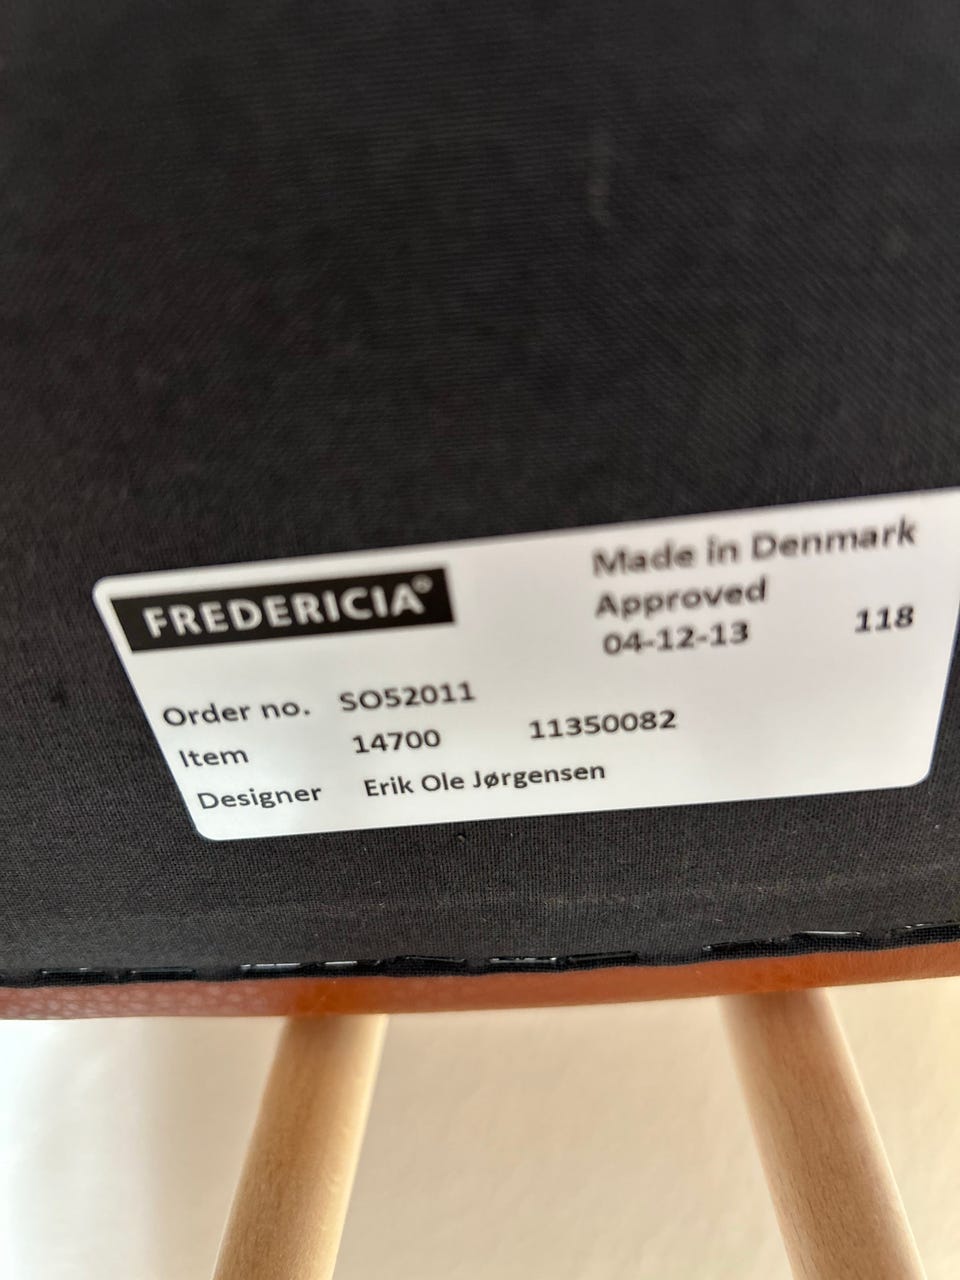 FREDERICIA®
Made in Denmark
Approved
04-12-13 118
Order no. SO52011
Item 14700 11350082
Designer Erik Ole Jørgensen